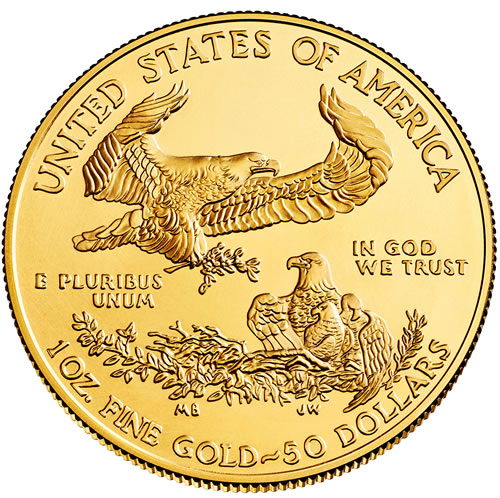 UNITED STATES OF AMERICA
IN GOD
WE TRUST
E PLURIBUS
UNUM
MB
JW
1 OZ. FINE GOLD~50 DOLLARS